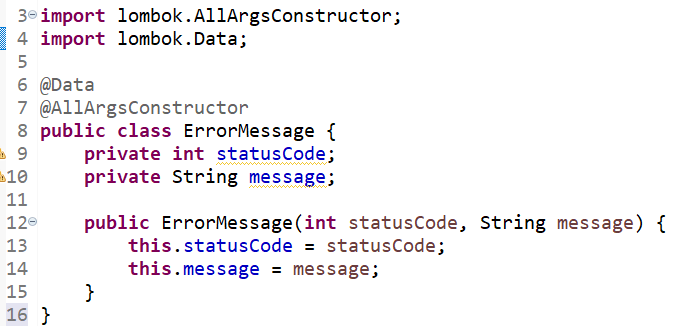 3 import lombok.AllArgsConstructor;
4 import lombok.Data;
5
6 @Data
7 @AllArgsConstructor
8 public class ErrorMessage {
9     private int statusCode;
10     private String message;
11
12     public ErrorMessage(int statusCode, String message) {
13         this.statusCode = statusCode;
14         this.message = message;
15     }
16 }